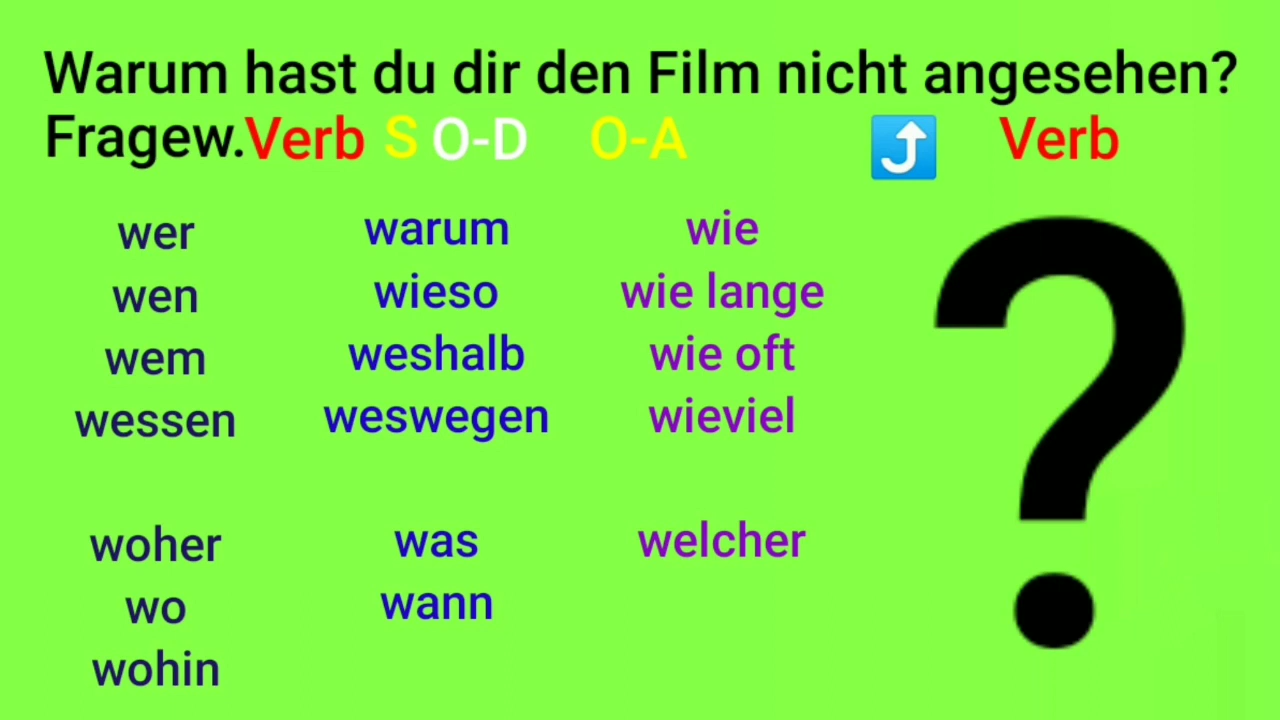 Warum hast du dir den Film nicht angesehen?
Fragew. Verb S O-D O-A Verb
wer warum wie
wen wieso wie lange
wem weshalb wie oft
wessen weswegen wieviel
woher was welcher
wo wann
wohin
?